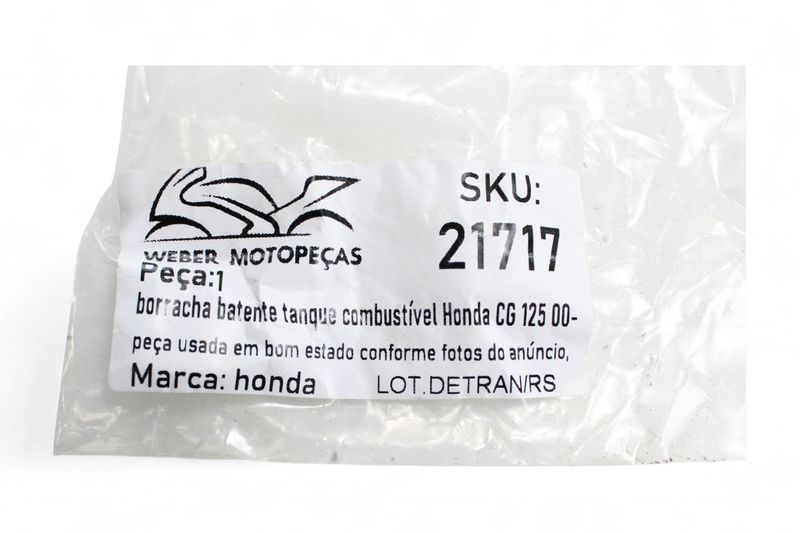 SKU:
21717
WEBER MOTOPEÇAS
Peça:1
borracha batente tanque combustível Honda CG 125 00-
peça usada em bom estado conforme fotos do anúncio,
Marca: honda
LOT.DETRAN/RS